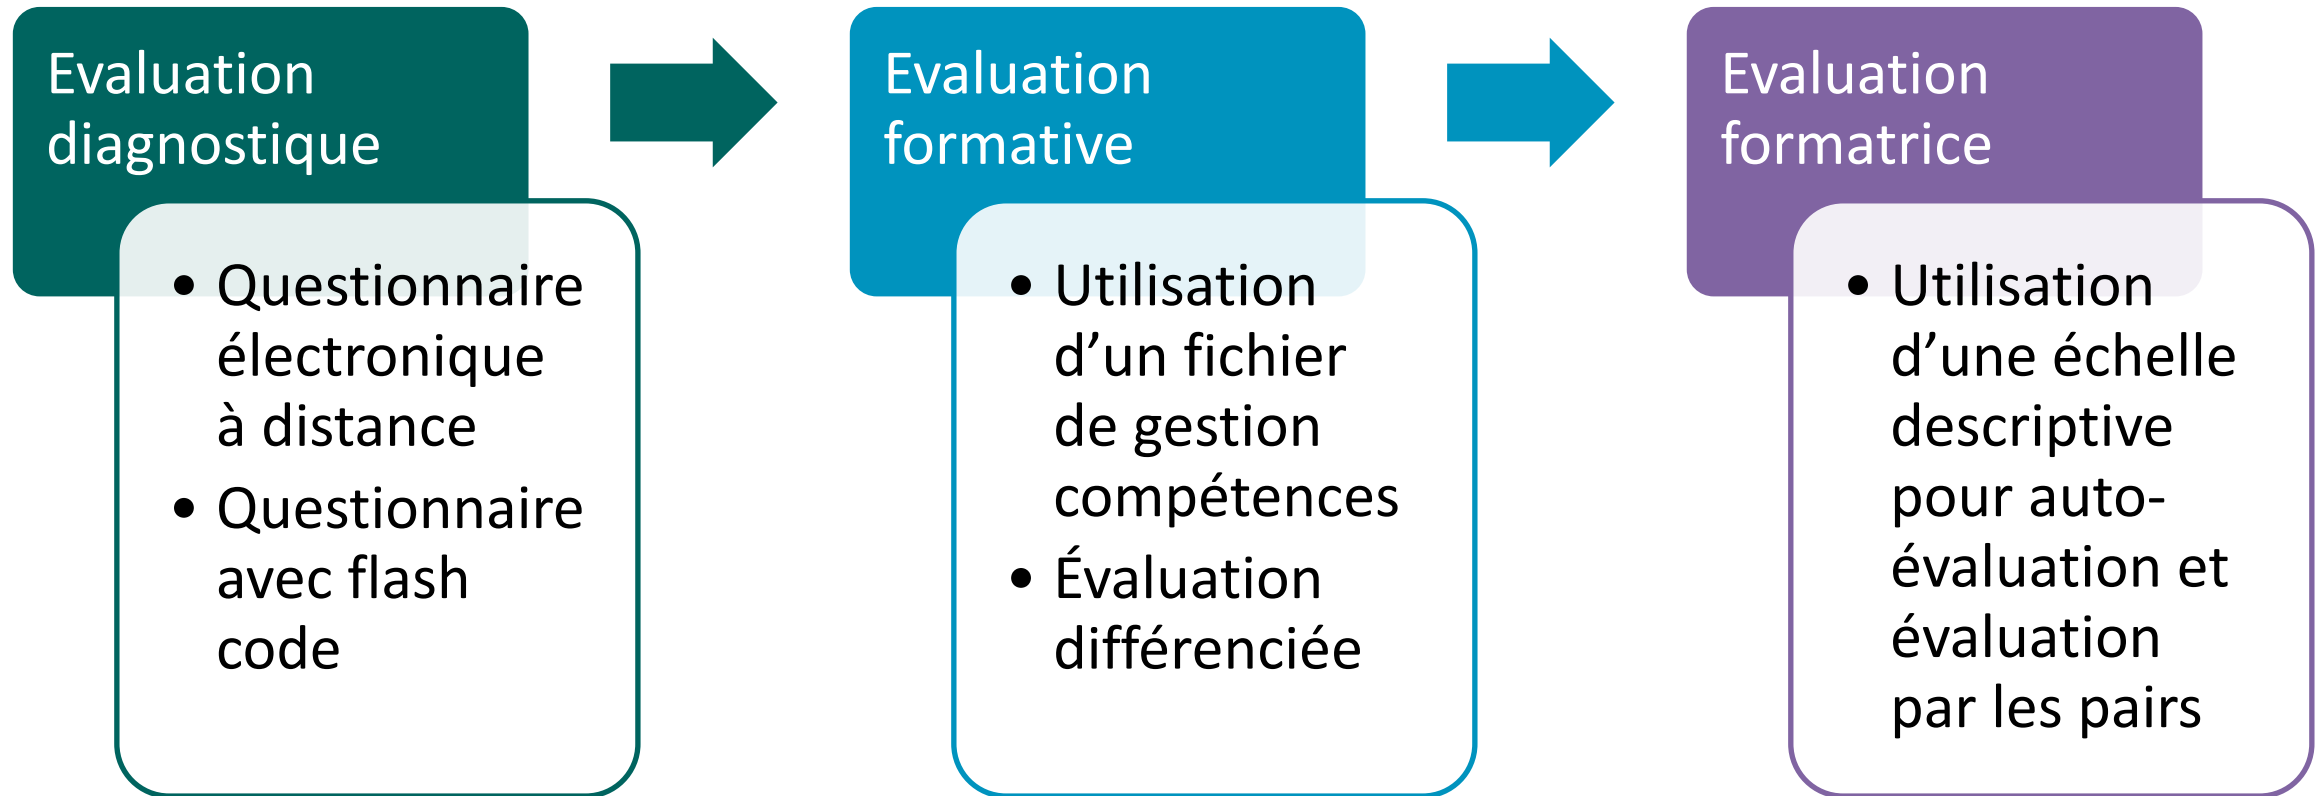 Evaluation
diagnostique
• Questionnaire
électronique
à distance
• Questionnaire
avec flash
code
Evaluation
formative
• Utilisation
d’un fichier
de gestion
compétences
• Évaluation
différenciée
Evaluation
formatrice
• Utilisation
d’une échelle
descriptive
pour auto-
évaluation et
évaluation
par les pairs